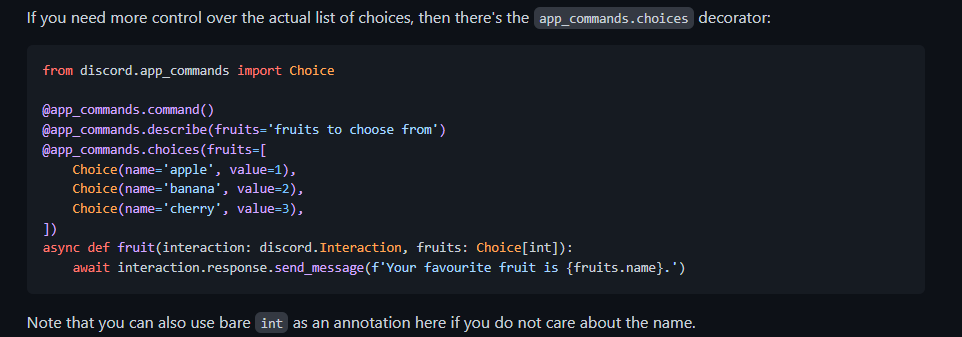 If you need more control over the actual list of choices, then there's the app_commands.choices decorator:
from discord.app_commands import Choice
@app_commands.command()
@app_commands.describe(fruits='fruits to choose from')
@app_commands.choices(fruits=[
    Choice(name='apple', value=1),
    Choice(name='banana', value=2),
    Choice(name='cherry', value=3),
])
async def fruit(interaction: discord.Interaction, fruits: Choice[int]):
    await interaction.response.send_message(f'Your favourite fruit is {fruits.name}.')
Note that you can also use bare int as an annotation here if you do not care about the name.